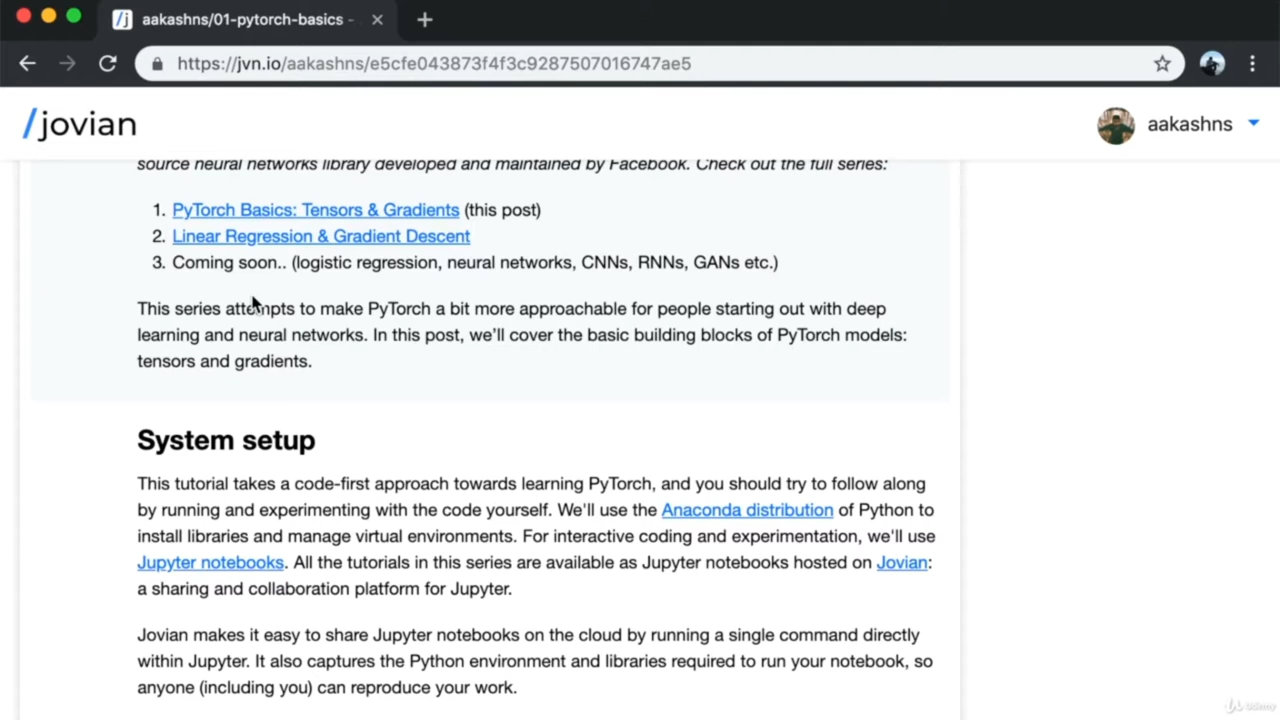 /j aakashns/01-pytorch-basics -
https://jvn.io/aakashns/e5cfe043873f4f3c9287507016747ae5
/jovian
aakashns
source neural networks library developed and maintained by Facebook. Check out the full series:
1. PyTorch Basics: Tensors & Gradients (this post)
2. Linear Regression & Gradient Descent
3. Coming soon.. (logistic regression, neural networks, CNNs, RNNs, GANs etc.)
This series attempts to make PyTorch a bit more approachable for people starting out with deep
learning and neural networks. In this post, we'll cover the basic building blocks of PyTorch models:
tensors and gradients.
System setup
This tutorial takes a code-first approach towards learning PyTorch, and you should try to follow along
by running and experimenting with the code yourself. We'll use the Anaconda distribution of Python to
install libraries and manage virtual environments. For interactive coding and experimentation, we'll use
Jupyter notebooks. All the tutorials in this series are available as Jupyter notebooks hosted on Jovian:
a sharing and collaboration platform for Jupyter.
Jovian makes it easy to share Jupyter notebooks on the cloud by running a single command directly
within Jupyter. It also captures the Python environment and libraries required to run your notebook, so
anyone (including you) can reproduce your work.
Udemy